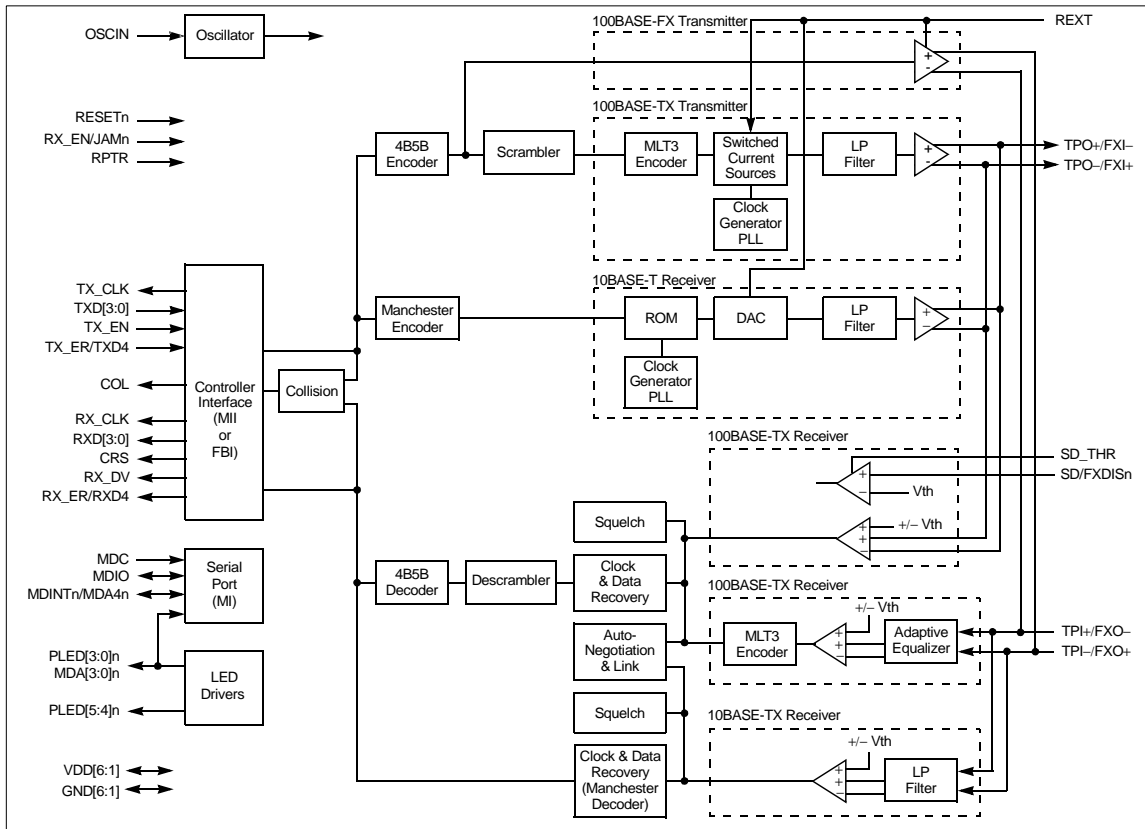 OSCIN
Oscillator
RESETn
RX_EN/JAMn
RPTR
100BASE-FX Transmitter
REXT
+
-
100BASE-TX Transmitter
4B5B
Encoder
Scrambler
MLT3
Encoder
Switched
Current
Sources
LP
Filter
+
-
TPO+/FXI–
TPO–/FXI+
Clock
Generator
PLL
10BASE-T Receiver
Manchester
Encoder
ROM
DAC
LP
Filter
+
–
Clock
Generator
PLL
TX_CLK
TXD[3:0]
TX_EN
TX_ER/TXD4
COL
RX_CLK
RXD[3:0]
CRS
RX_DV
RX_ER/RXD4
Controller
Interface
(MII
or
FBI)
Collision
100BASE-TX Receiver
SD_THR
SD/FXDISn
+
–
Vth
Squelch
+/– Vth
+
+
–
MDC
MDIO
MDINTn/MDA4n
Serial
Port
(MI)
4B5B
Decoder
Descrambler
Clock
& Data
Recovery
100BASE-TX Receiver
+/– Vth
MLT3
Encoder
+
+
–
Adaptive
Equalizer
TPI+/FXO–
TPI–/FXO+
Auto-
Negotiation
& Link
PLED[3:0]n
MDA[3:0]n
PLED[5:4]n
LED
Drivers
Squelch
10BASE-TX Receiver
+/– Vth
+
+
–
LP
Filter
Clock & Data
Recovery
(Manchester
Decoder)
VDD[6:1]
GND[6:1]